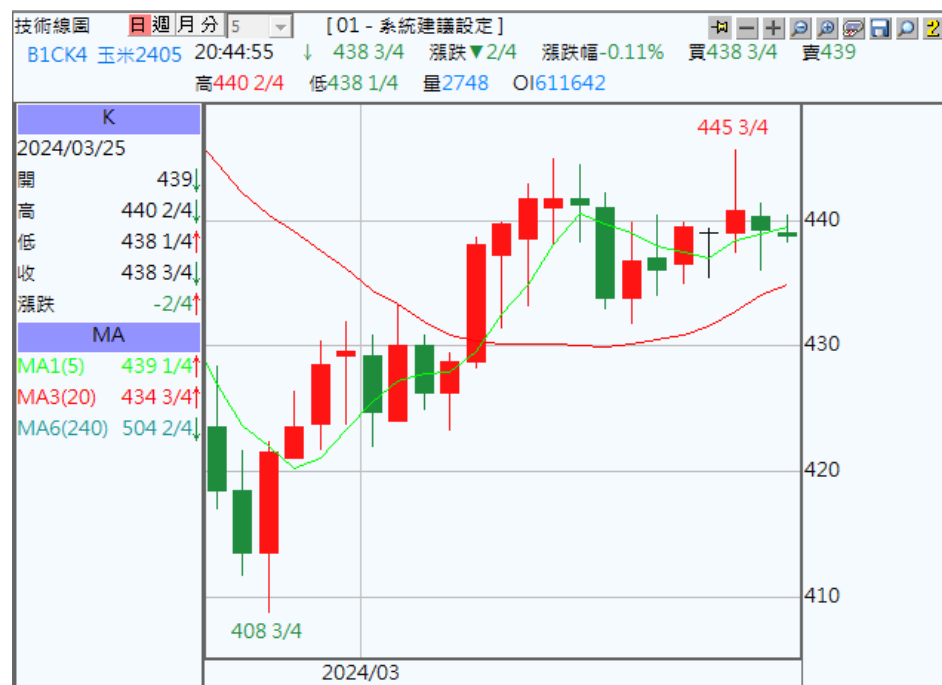 技術線圖 日 週 月 分 5 [ 01 - 系統建議設定 ]
B1CK4 玉米2405 20:44:55 ↓ 438 3/4 漲跌▼2/4 漲跌幅-0.11% 買438 3/4 賣439
高440 2/4 低438 1/4 量2748 OI611642
K
2024/03/25
開 439↓
高 440 2/4↓
低 438 1/4↑
收 438 3/4↓
漲跌 -2/4↑
MA
MA1(5) 439 1/4↑
MA3(20) 434 3/4↑
MA6(240) 504 2/4↓
445 3/4
440
430
420
410
408 3/4
2024/03